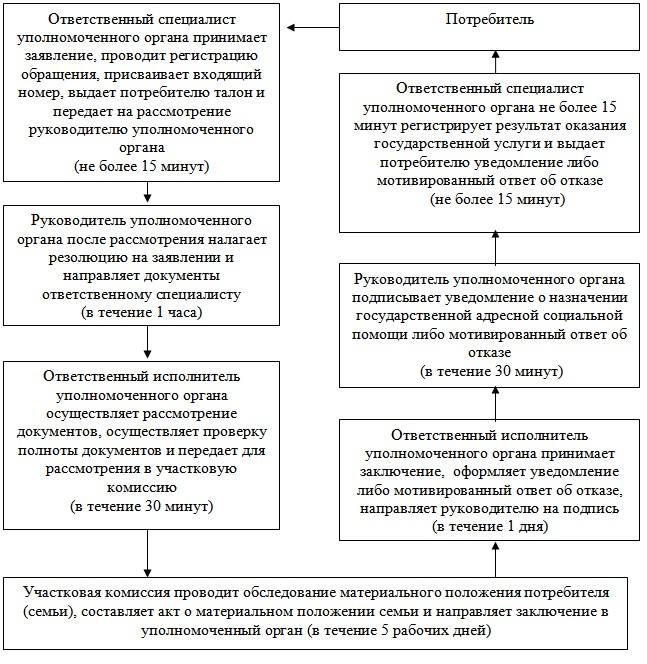 Потребитель
Ответственный специалист
уполномоченного органа принимает
заявление, проводит регистрацию
обращения, присваивает входящий
номер, выдает потребителю талон и
передает на рассмотрение
руководителю уполномоченного
органа
(не более 15 минут)
Руководитель уполномоченного
органа после рассмотрения налагает
резолюцию на заявлении и
направляет документы
ответственному специалисту
(в течение 1 часа)
Ответственный исполнитель
уполномоченного органа
осуществляет рассмотрение
документов, осуществляет проверку
полноты документов и передает для
рассмотрения в участковую
комиссию
(в течение 30 минут)
Участковая комиссия проводит обследование материального положения потребителя
(семьи), составляет акт о материальном положении семьи и направляет заключение в
уполномоченный орган (в течение 5 рабочих дней)
Ответственный исполнитель
уполномоченного органа принимает
заключение, оформляет уведомление
либо мотивированный ответ об отказе,
направляет руководителю на подпись
(в течение 1 дня)
Руководитель уполномоченного органа
подписывает уведомление о назначении
государственной адресной социальной
помощи либо мотивированный ответ об
отказе
(в течение 30 минут)
Ответственный специалист
уполномоченного органа не более 15
минут регистрирует результат оказания
государственной услуги и выдает
потребителю уведомление либо
мотивированный ответ об отказе
(не более 15 минут)